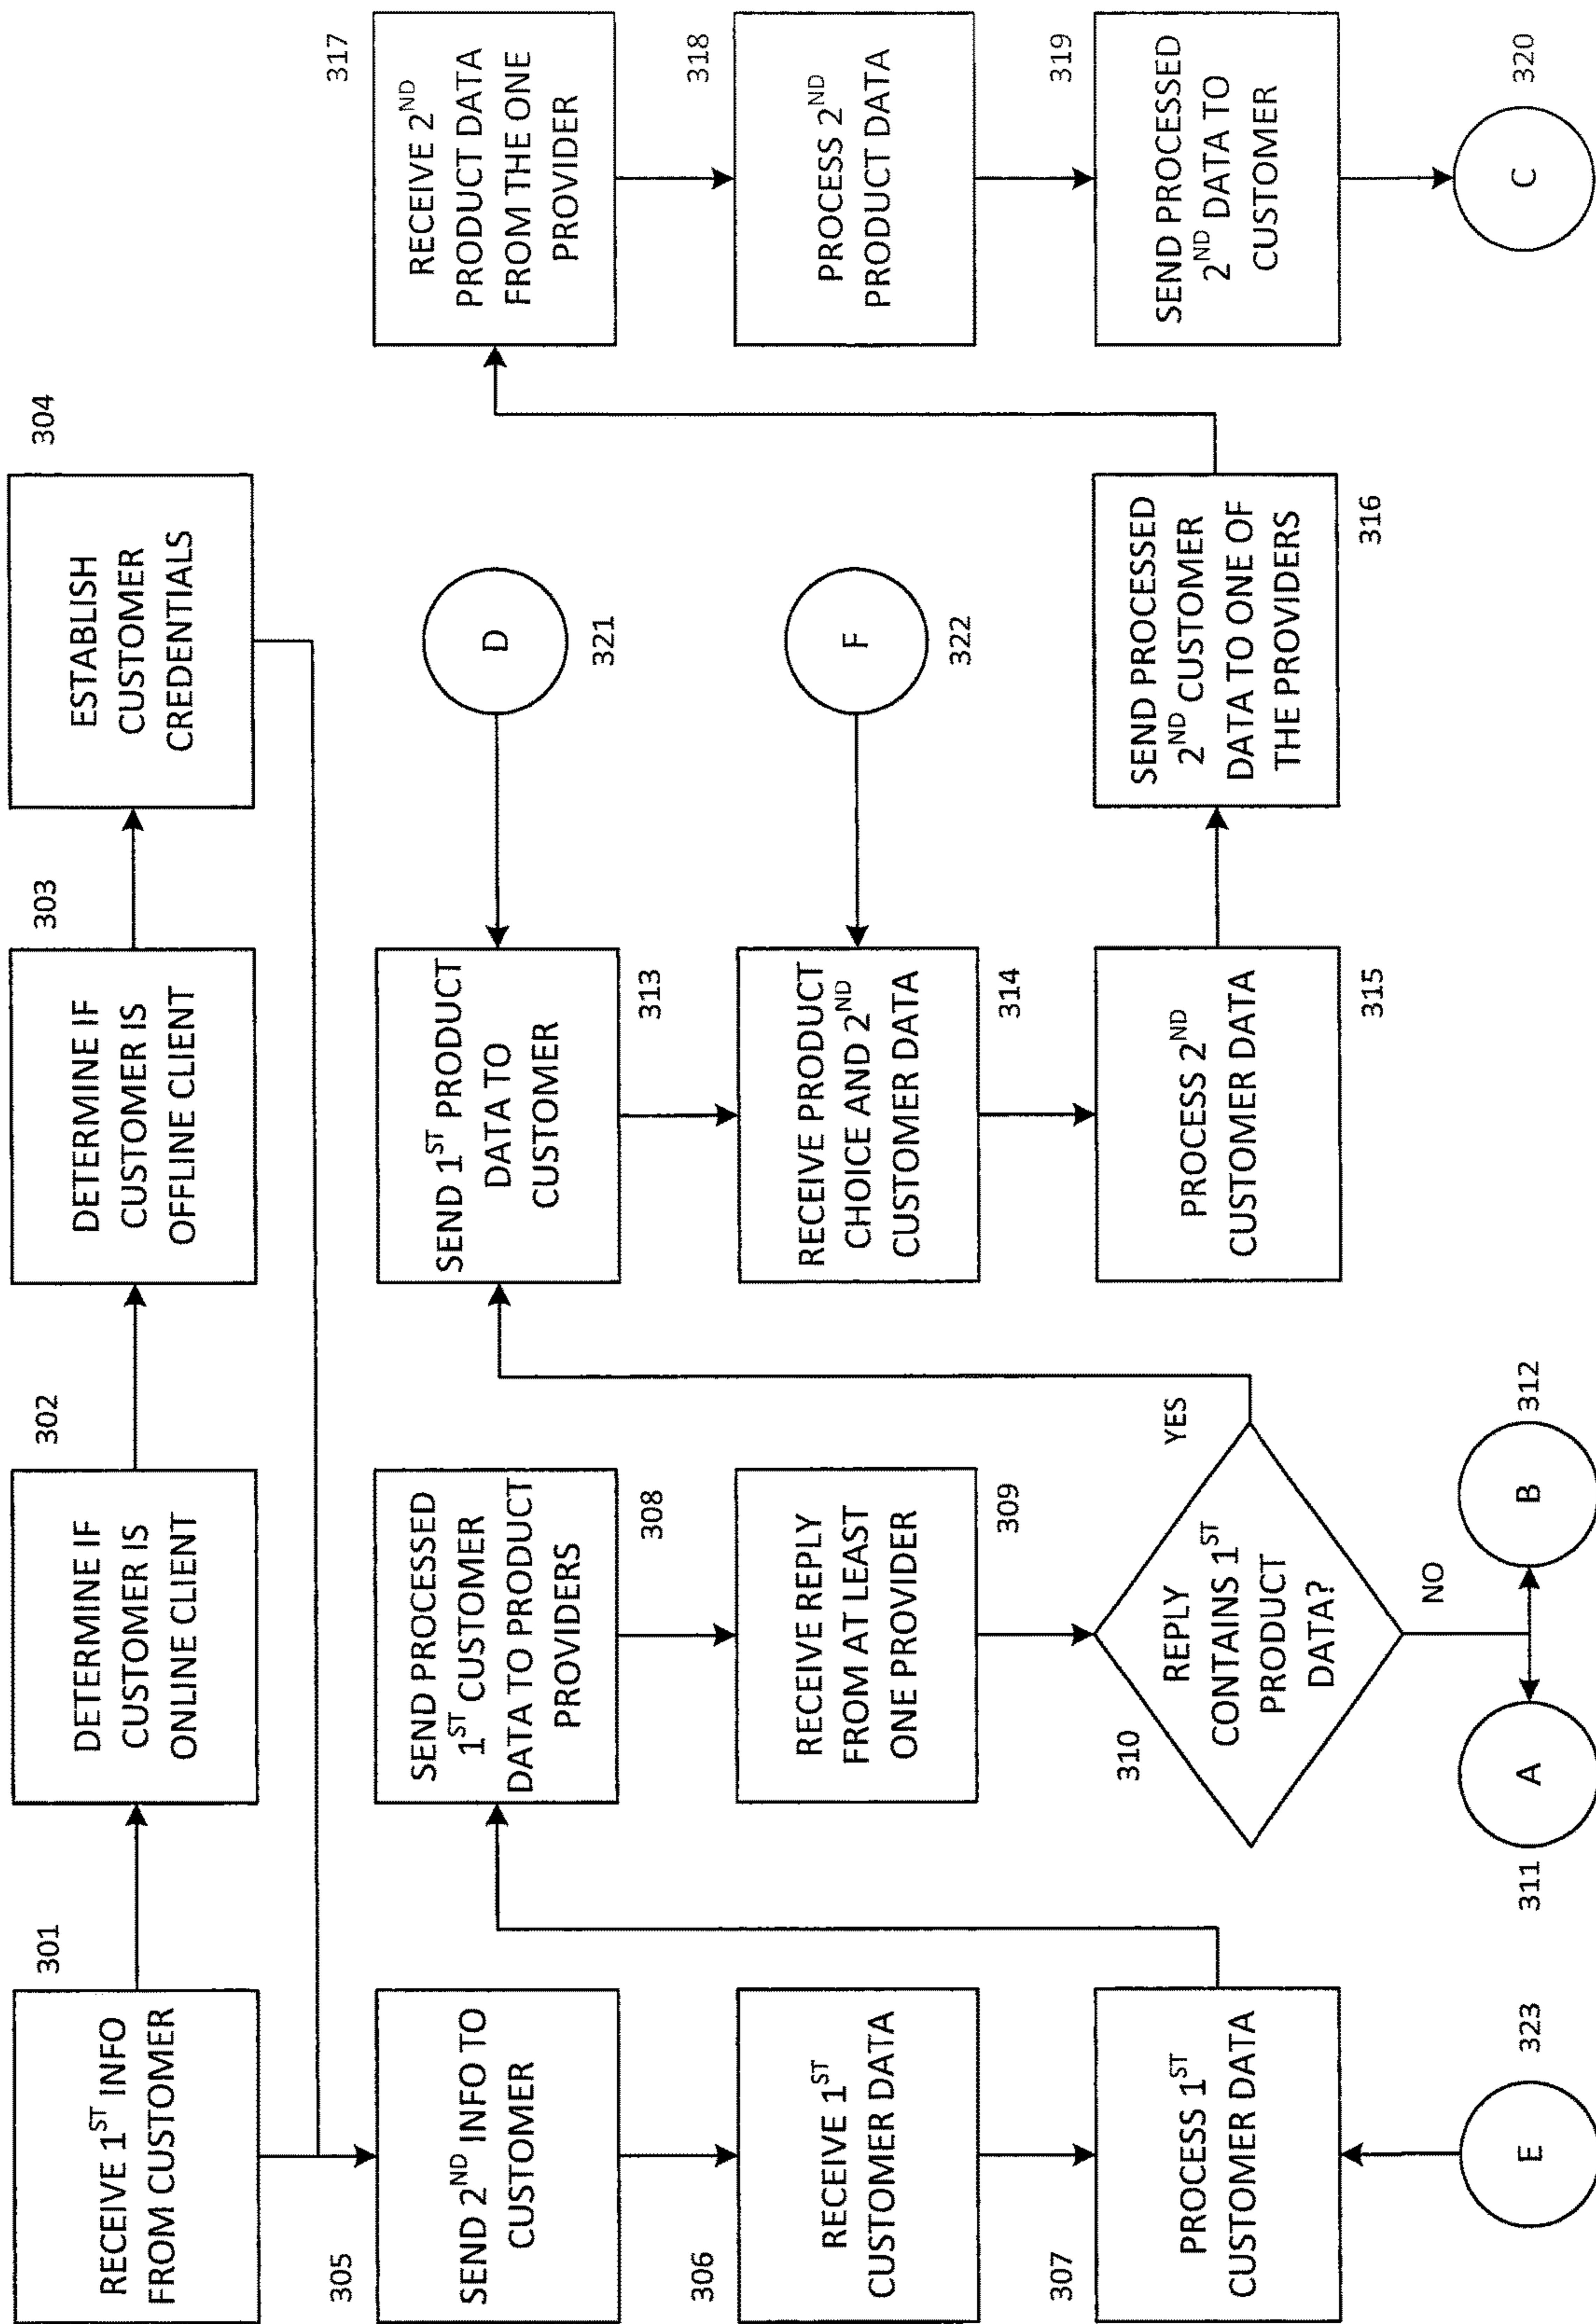 301
RECEIVE 1ST INFO
FROM CUSTOMER
302
DETERMINE IF
CUSTOMER IS
ONLINE CLIENT
303
DETERMINE IF
CUSTOMER IS
OFFLINE CLIENT
304
ESTABLISH
CUSTOMER
CREDENTIALS
305
SEND 2ND INFO TO
CUSTOMER
306
RECEIVE 1ST
CUSTOMER DATA
307
PROCESS 1ST
CUSTOMER DATA
E
323
SEND PROCESSED
1ST CUSTOMER
DATA TO PRODUCT
PROVIDERS
308
RECEIVE REPLY
FROM AT LEAST
ONE PROVIDER
309
310
REPLY
CONTAINS 1ST
PRODUCT
DATA?
YES
NO
311
A
B
312
SEND 1ST PRODUCT
DATA TO
CUSTOMER
313
D
321
RECEIVE PRODUCT
CHOICE AND 2ND
CUSTOMER DATA
314
F
322
PROCESS 2ND
CUSTOMER DATA
315
SEND PROCESSED
2ND CUSTOMER
DATA TO ONE OF
THE PROVIDERS
316
317
RECEIVE 2ND
PRODUCT DATA
FROM THE ONE
PROVIDER
318
PROCESS 2ND
PRODUCT DATA
319
SEND PROCESSED
2ND DATA TO
CUSTOMER
320
C